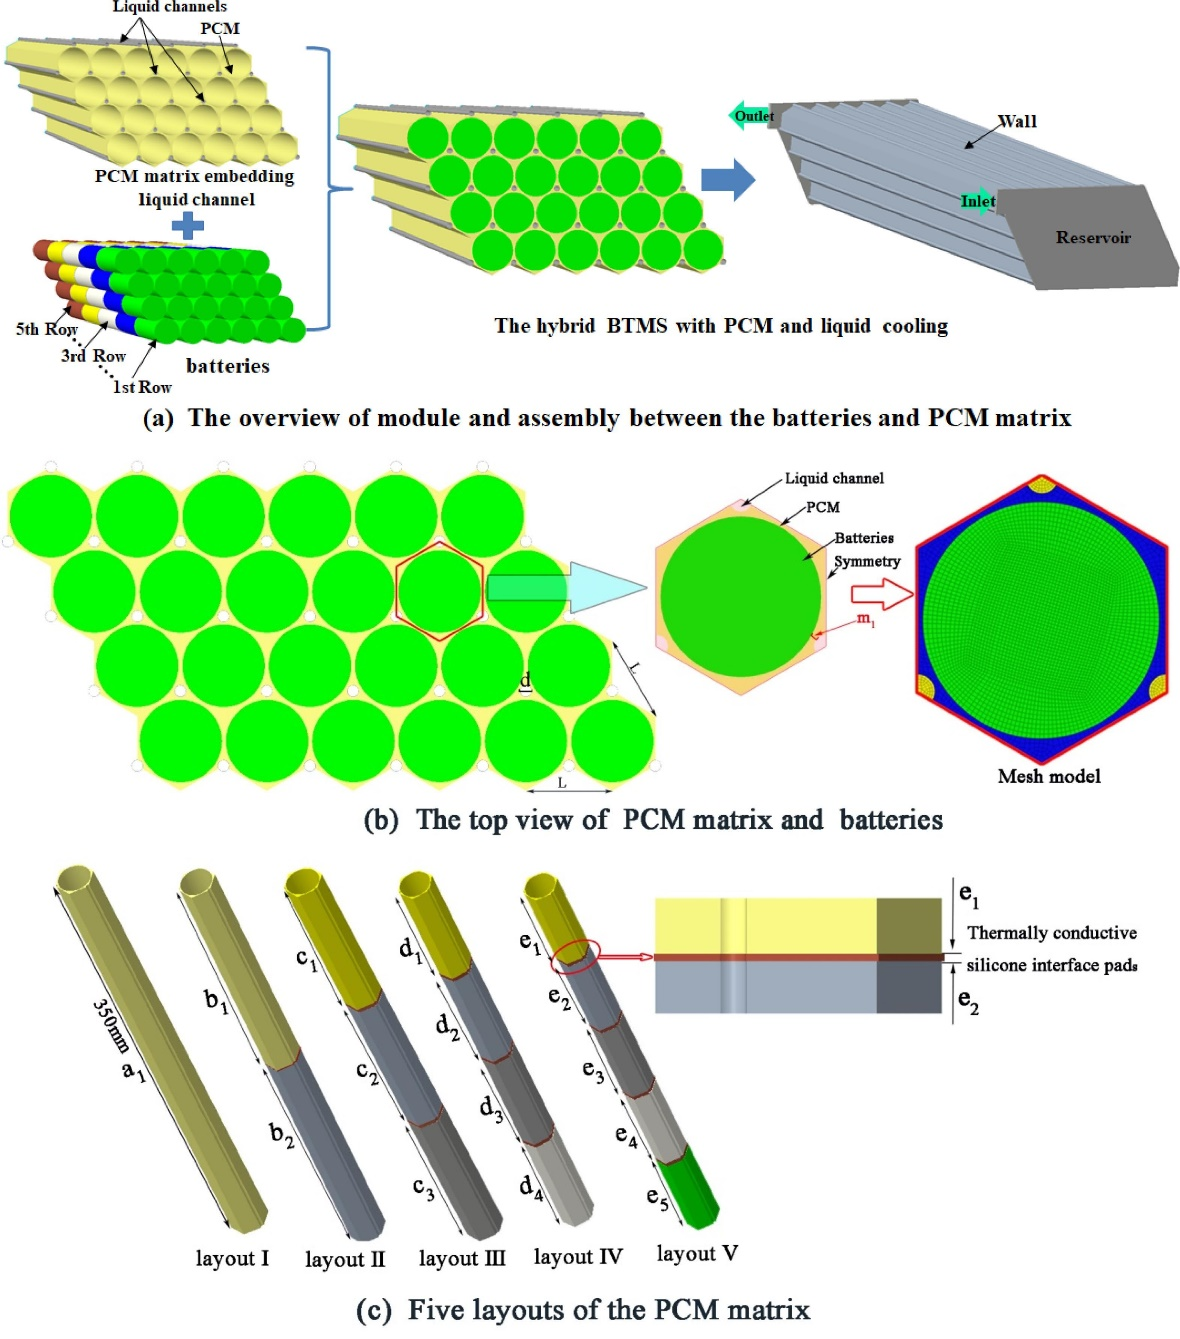 Liquid channels
PCM
PCM matrix embedding
liquid channel
5th Row
3rd Row
1st Row
batteries
Outlet
Wall
Inlet
Reservoir
The hybrid BTMS with PCM and liquid cooling
(a) The overview of module and assembly between the batteries and PCM matrix
Liquid channel
PCM
Batteries
Symmetry
m1
d
L
L
Mesh model
(b) The top view of PCM matrix and batteries
350mm
a1
b1
b2
c1
c2
c3
d1
d2
d3
d4
e1
e2
e3
e4
e5
e1
Thermally conductive
silicone interface pads
e2
layout I
layout II
layout III
layout IV
layout V
(c) Five layouts of the PCM matrix